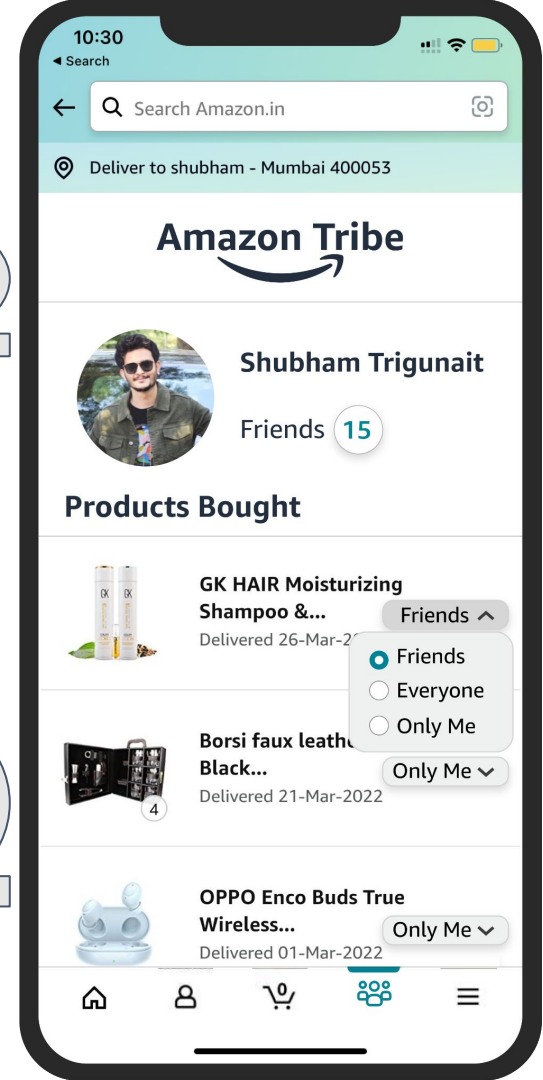 10:30
◀ Search
Search Amazon.in
Deliver to shubham - Mumbai 400053
Amazon Tribe
Shubham Trigunait
Friends 15
Products Bought
GK HAIR Moisturizing
Shampoo &...
Friends
Delivered 26-Mar-2
Friends
Everyone
Only Me
Borsi faux leath
Black...
Only Me
Delivered 21-Mar-2022
4
OPPO Enco Buds True
Wireless...
Only Me
Delivered 01-Mar-2022
0